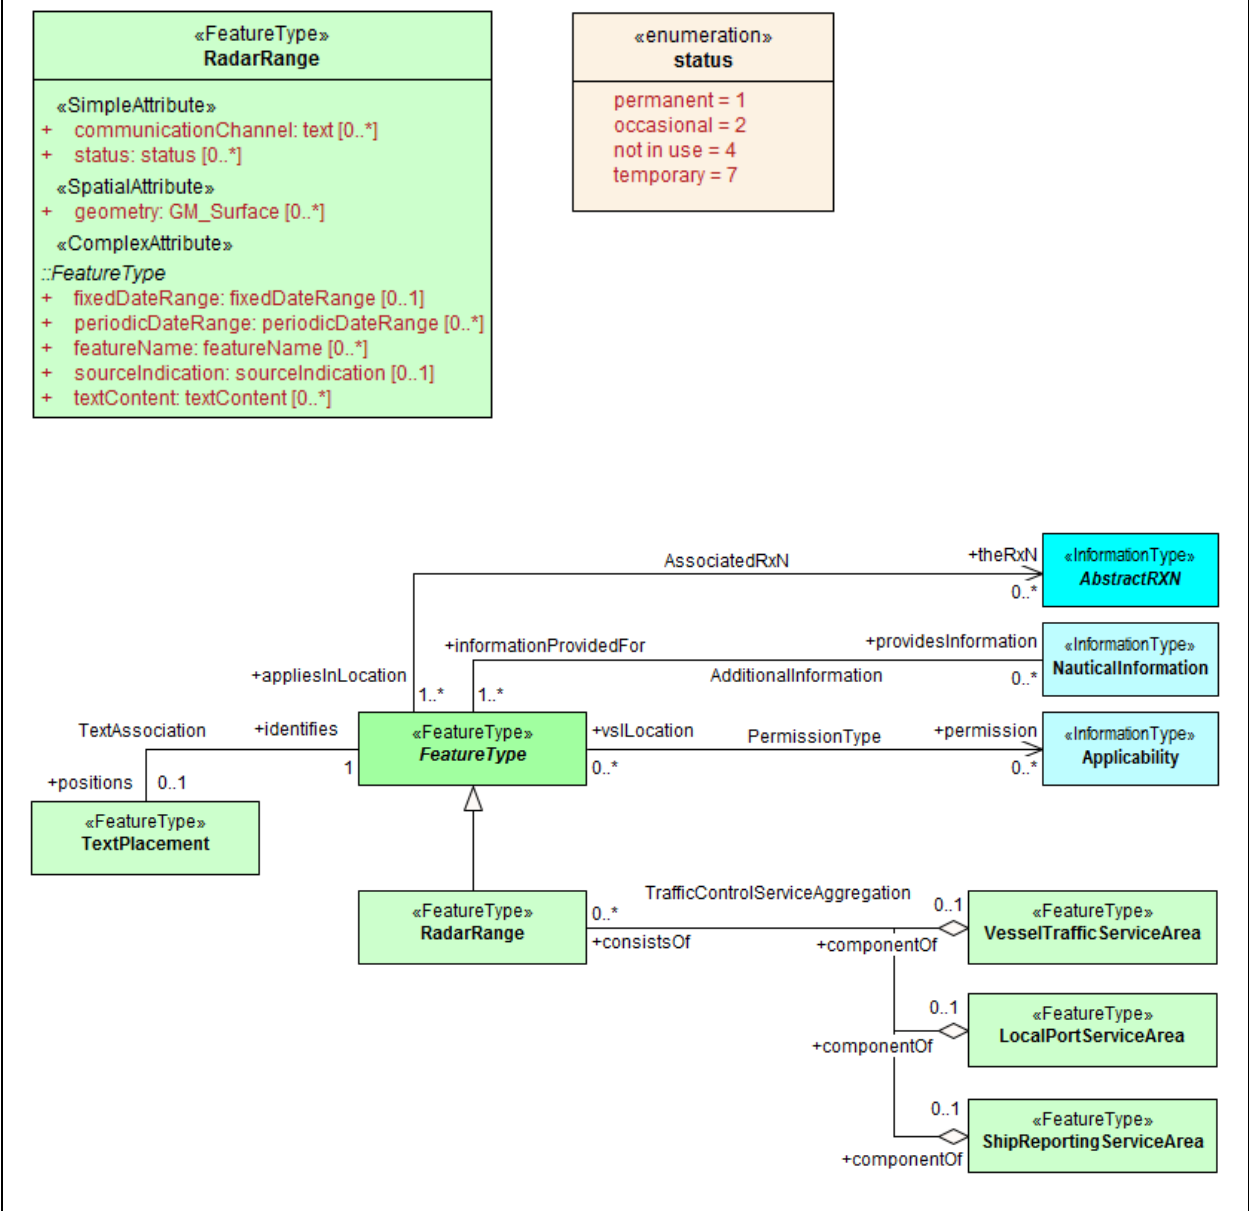 «FeatureType»
RadarRange
«SimpleAttribute»
+ communicationChannel: text [0..*]
+ status: status [0..*]
«SpatialAttribute»
+ geometry: GM_Surface [0..*]
«ComplexAttribute»
::FeatureType
+ fixedDateRange: fixedDateRange [0..1]
+ periodicDateRange: periodicDateRange [0..*]
+ featureName: featureName [0..*]
+ sourceIndication: sourceIndication [0..1]
+ textContent: textContent [0..*]
«enumeration»
status
permanent = 1
occasional = 2
not in use = 4
temporary = 7
AssociatedRxN
+theRxN
0..*
«InformationType»
AbstractRXN
+informationProvidedFor
+providesInformation
AdditionalInformation
0..*
«InformationType»
NauticalInformation
+appliesInLocation
1..*
1..*
TextAssociation
+identifies
1
+positions
0..1
«FeatureType»
FeatureType
+vslLocation
0..*
PermissionType
+permission
0..*
«InformationType»
Applicability
«FeatureType»
TextPlacement
«FeatureType»
RadarRange
TrafficControlServiceAggregation
0..*
+consistsOf
0..1
+componentOf
«FeatureType»
VesselTrafficServiceArea
0..1
+componentOf
«FeatureType»
LocalPortServiceArea
0..1
+componentOf
«FeatureType»
ShipReportingServiceArea